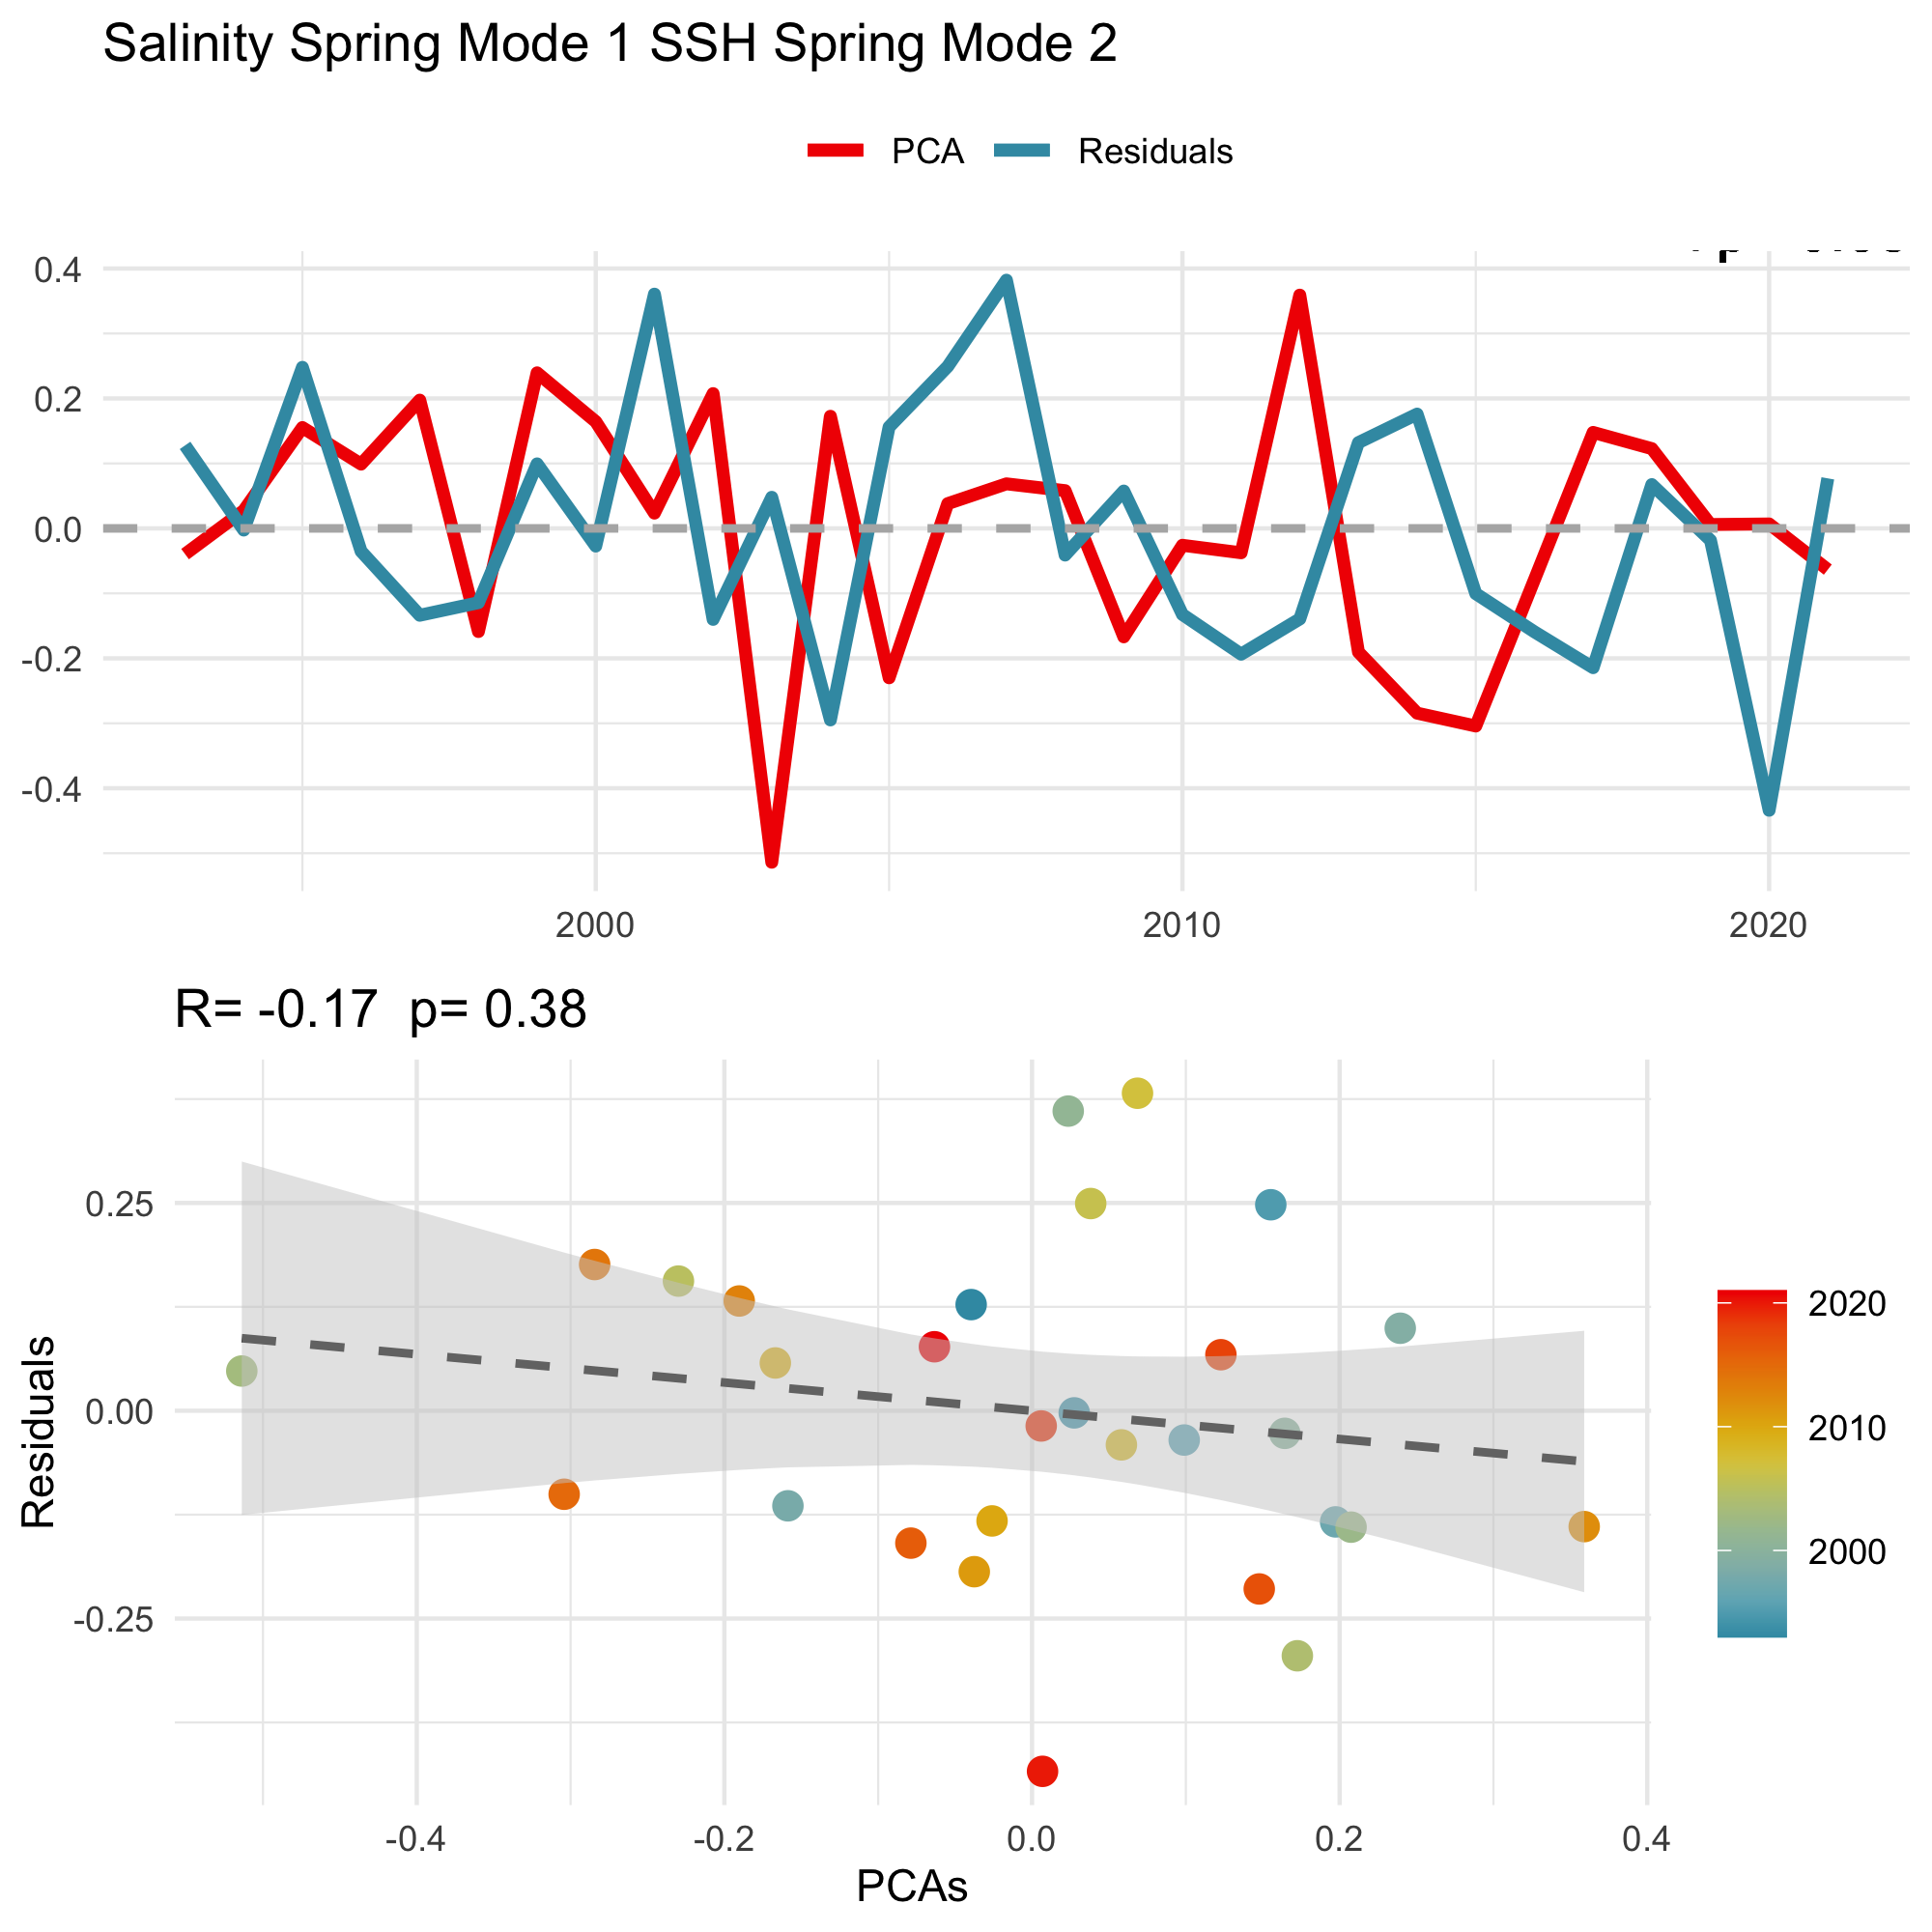 Salinity Spring Mode 1 SSH Spring Mode 2
PCA Residuals
0.4
0.2
0.0
-0.2
-0.4
2000 2010 2020
R= -0.17 p= 0.38
Residuals
0.25
0.00
-0.25
-0.4 -0.2 0.0 0.2 0.4
PCAs
2020
2010
2000